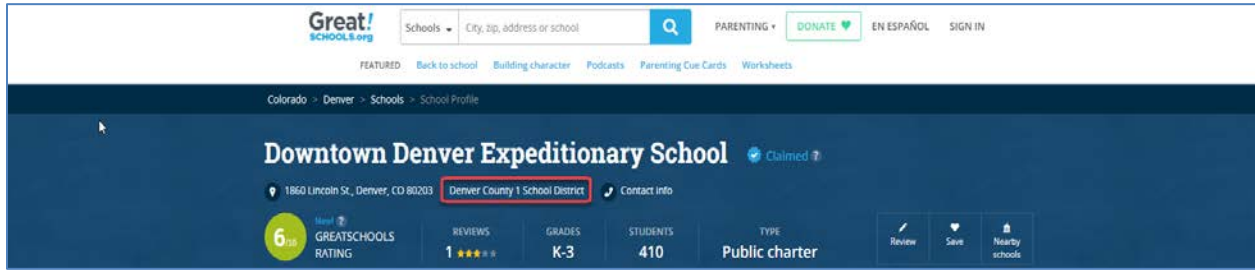 Great!
SCHOOLS.org
Schools City, zip, address or school
PARENTING DONATE EN ESPAÑOL SIGN IN
FEATURED Back to school Building character Podcasts Parenting Cue Cards Worksheets
Colorado > Denver > Schools > School Profile
Downtown Denver Expeditionary School Claimed ?
1860 Lincoln St., Denver, CO 80203 Denver County 1 School District Contact info
6/10
New! ?
GREATSCHOOLS
RATING
REVIEWS
1
GRADES
K-3
STUDENTS
410
TYPE
Public charter
Review
Save
Nearby
schools